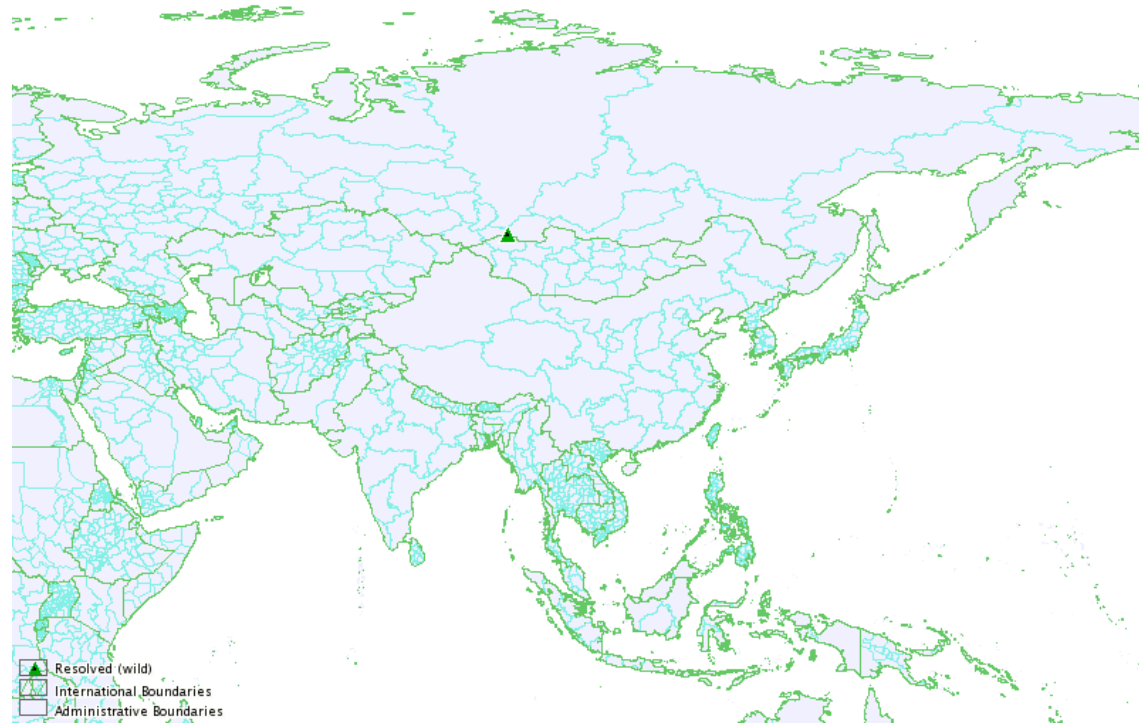 Resolved (wild)
International Boundaries
Administrative Boundaries